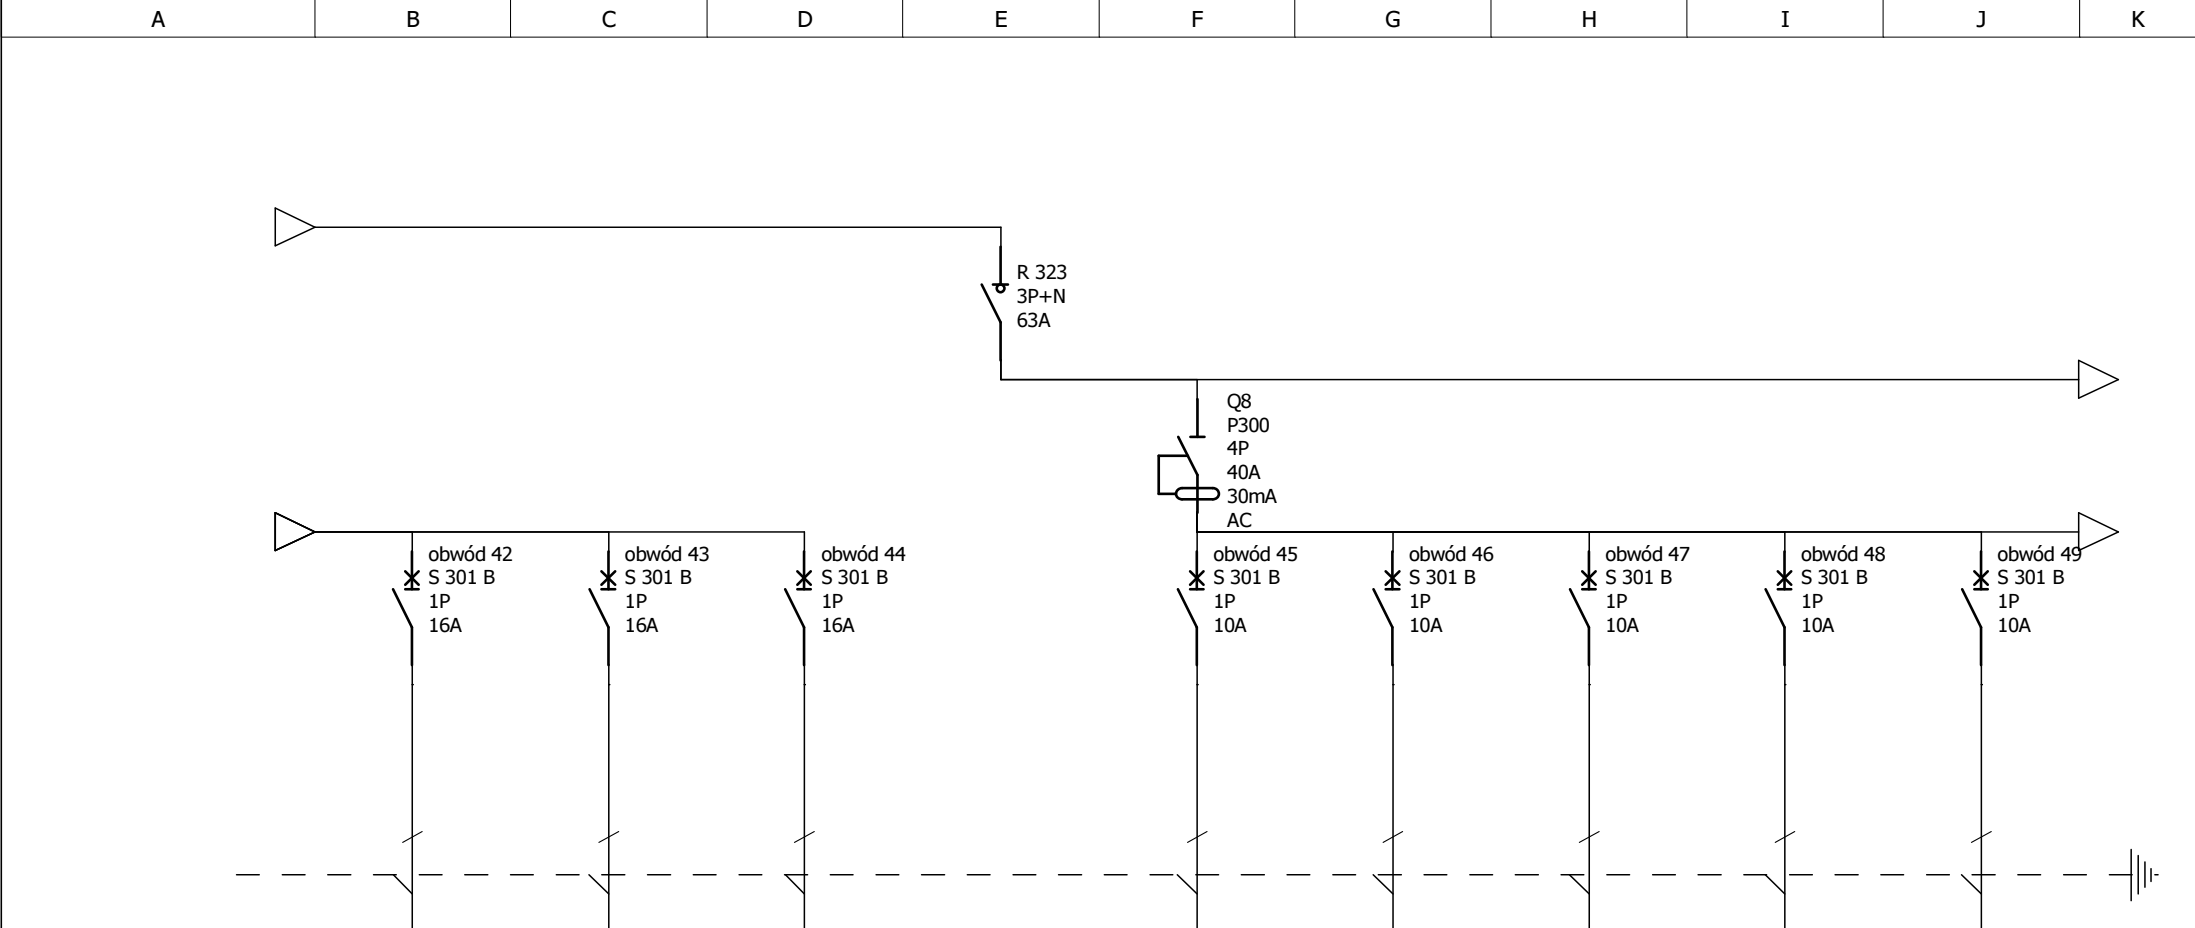 A B C D E F G H I J K
R 323
3P+N
63A
Q8
P300
4P
40A
30mA
AC
obwód 42
S 301 B
1P
16A
obwód 43
S 301 B
1P
16A
obwód 44
S 301 B
1P
16A
obwód 45
S 301 B
1P
10A
obwód 46
S 301 B
1P
10A
obwód 47
S 301 B
1P
10A
obwód 48
S 301 B
1P
10A
obwód 49
S 301 B
1P
10A